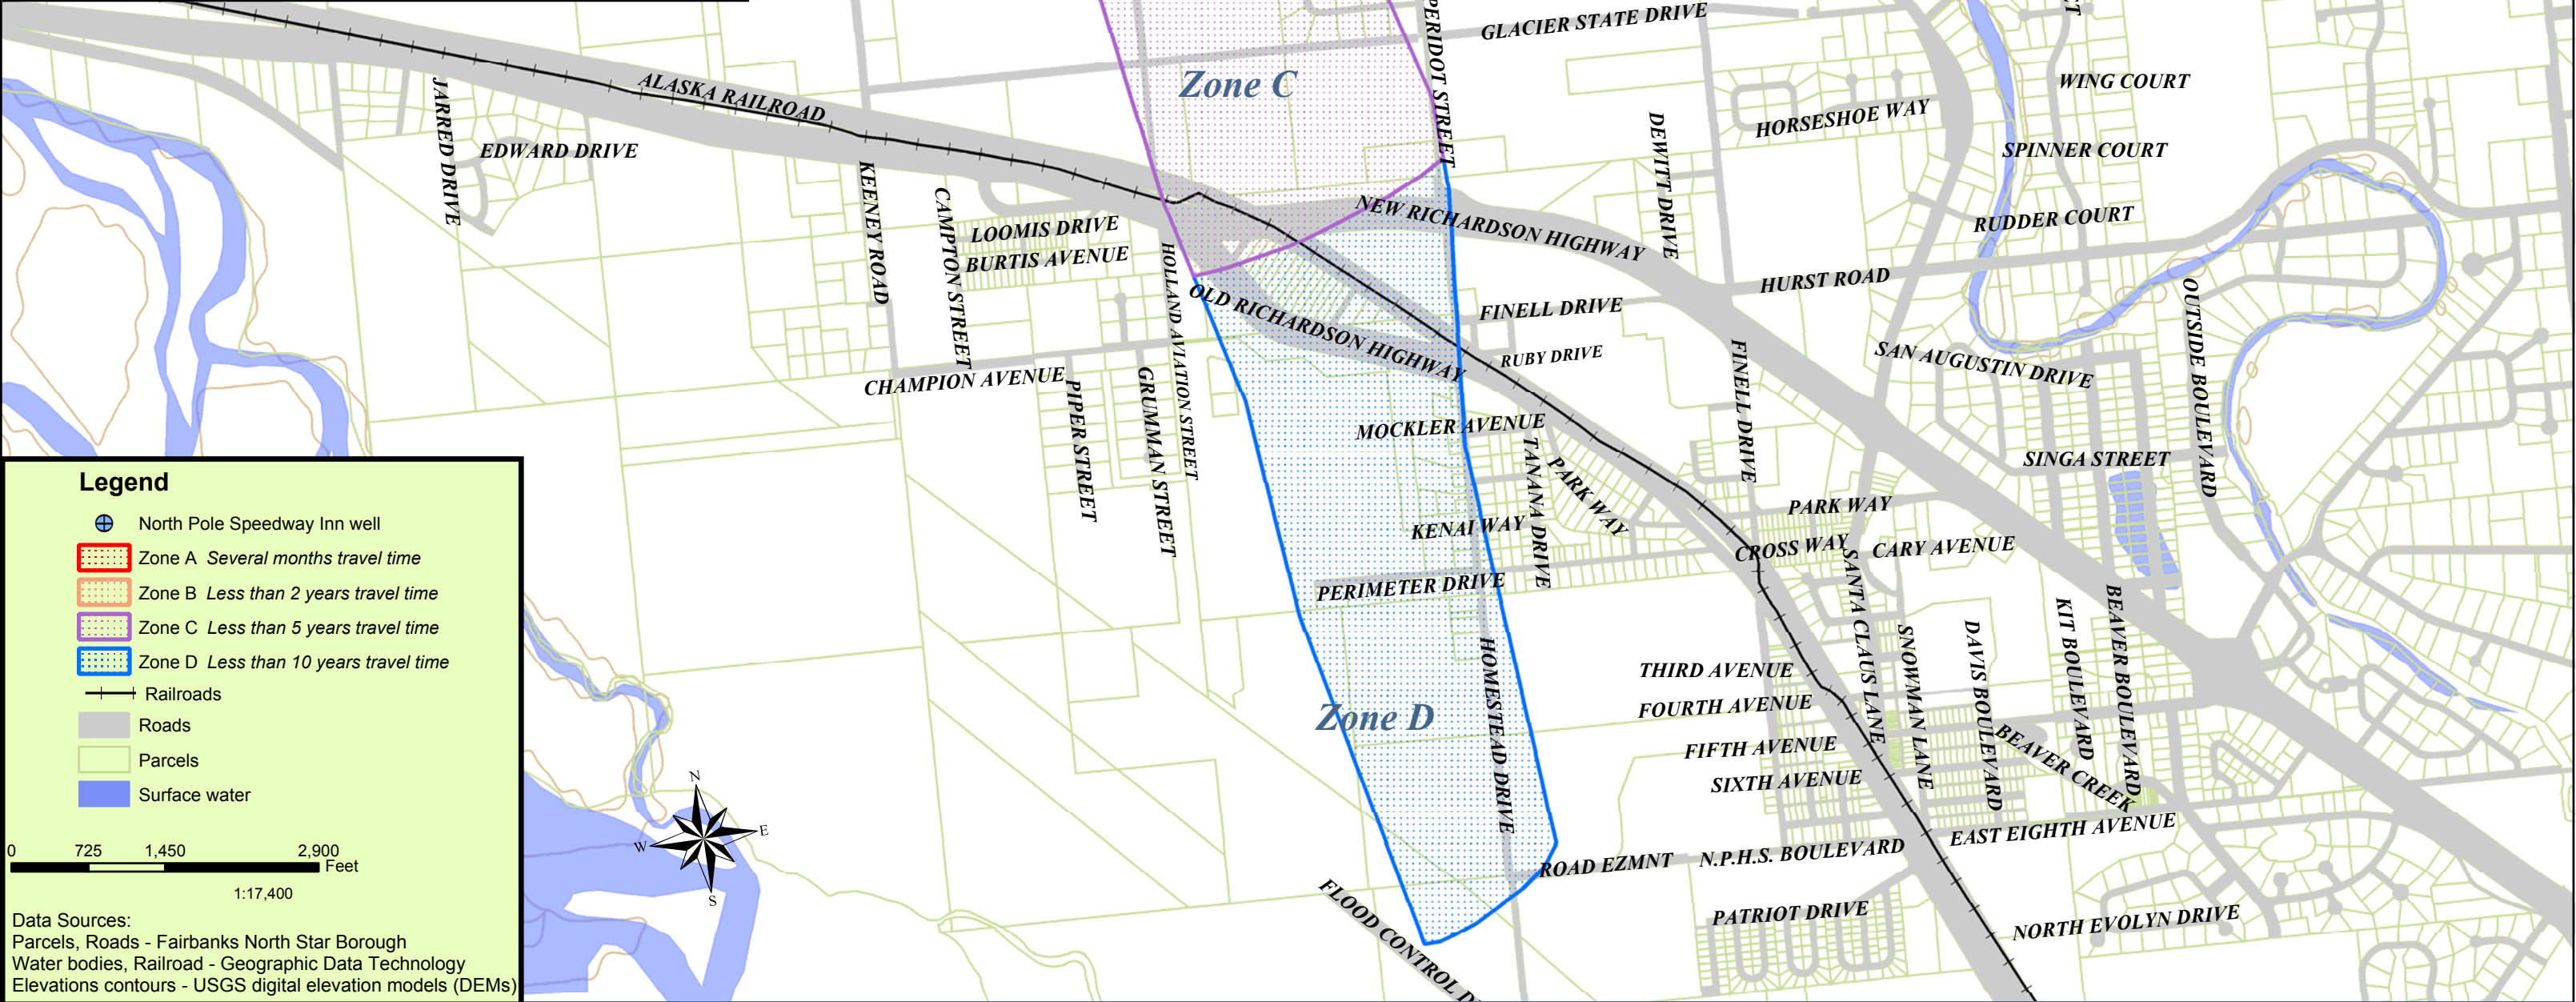 PERIDOT STREET
GLACIER STATE DRIVE
Zone C
WING COURT
ALASKA RAILROAD
JARRED DRIVE
EDWARD DRIVE
DEWITT DRIVE
HORSESHOE WAY
SPINNER COURT
KEENEY ROAD
CAMPTON STREET
LOOMIS DRIVE
BURTIS AVENUE
HOLLAND AVIATION STREET
NEW RICHARDSON HIGHWAY
RUDDER COURT
HURST ROAD
OUTSIDE BOULEVARD
OLD RICHARDSON HIGHWAY
FINELL DRIVE
RUBY DRIVE
FINELL DRIVE
SAN AUGUSTIN DRIVE
CHAMPION AVENUE
PIPER STREET
GRUMMAN STREET
MOCKLER AVENUE
TANANA DRIVE
PARK WAY
SINGA STREET
PARK WAY
KENAI WAY
CROSS WAY
CARY AVENUE
SANTA CLAUS LANE
PERIMETER DRIVE
HOMESTEAD DRIVE
SNOWMAN LANE
DAVIS BOULEVARD
KIT BOULEVARD
BEAVER BOULEVARD
THIRD AVENUE
Zone D
FOURTH AVENUE
FIFTH AVENUE
BEAVER CREEK
SIXTH AVENUE
EAST EIGHTH AVENUE
ROAD EZMNT
N.P.H.S. BOULEVARD
FLOOD CONTROL
PATRIOT DRIVE
NORTH EVOLYN DRIVE
Legend
North Pole Speedway Inn well
Zone A Several months travel time
Zone B Less than 2 years travel time
Zone C Less than 5 years travel time
Zone D Less than 10 years travel time
Railroads
Roads
Parcels
Surface water
N
E
W
S
0 725 1,450 2,900
Feet
1:17,400
Data Sources:
Parcels, Roads - Fairbanks North Star Borough
Water bodies, Railroad - Geographic Data Technology
Elevations contours - USGS digital elevation models (DEMs)